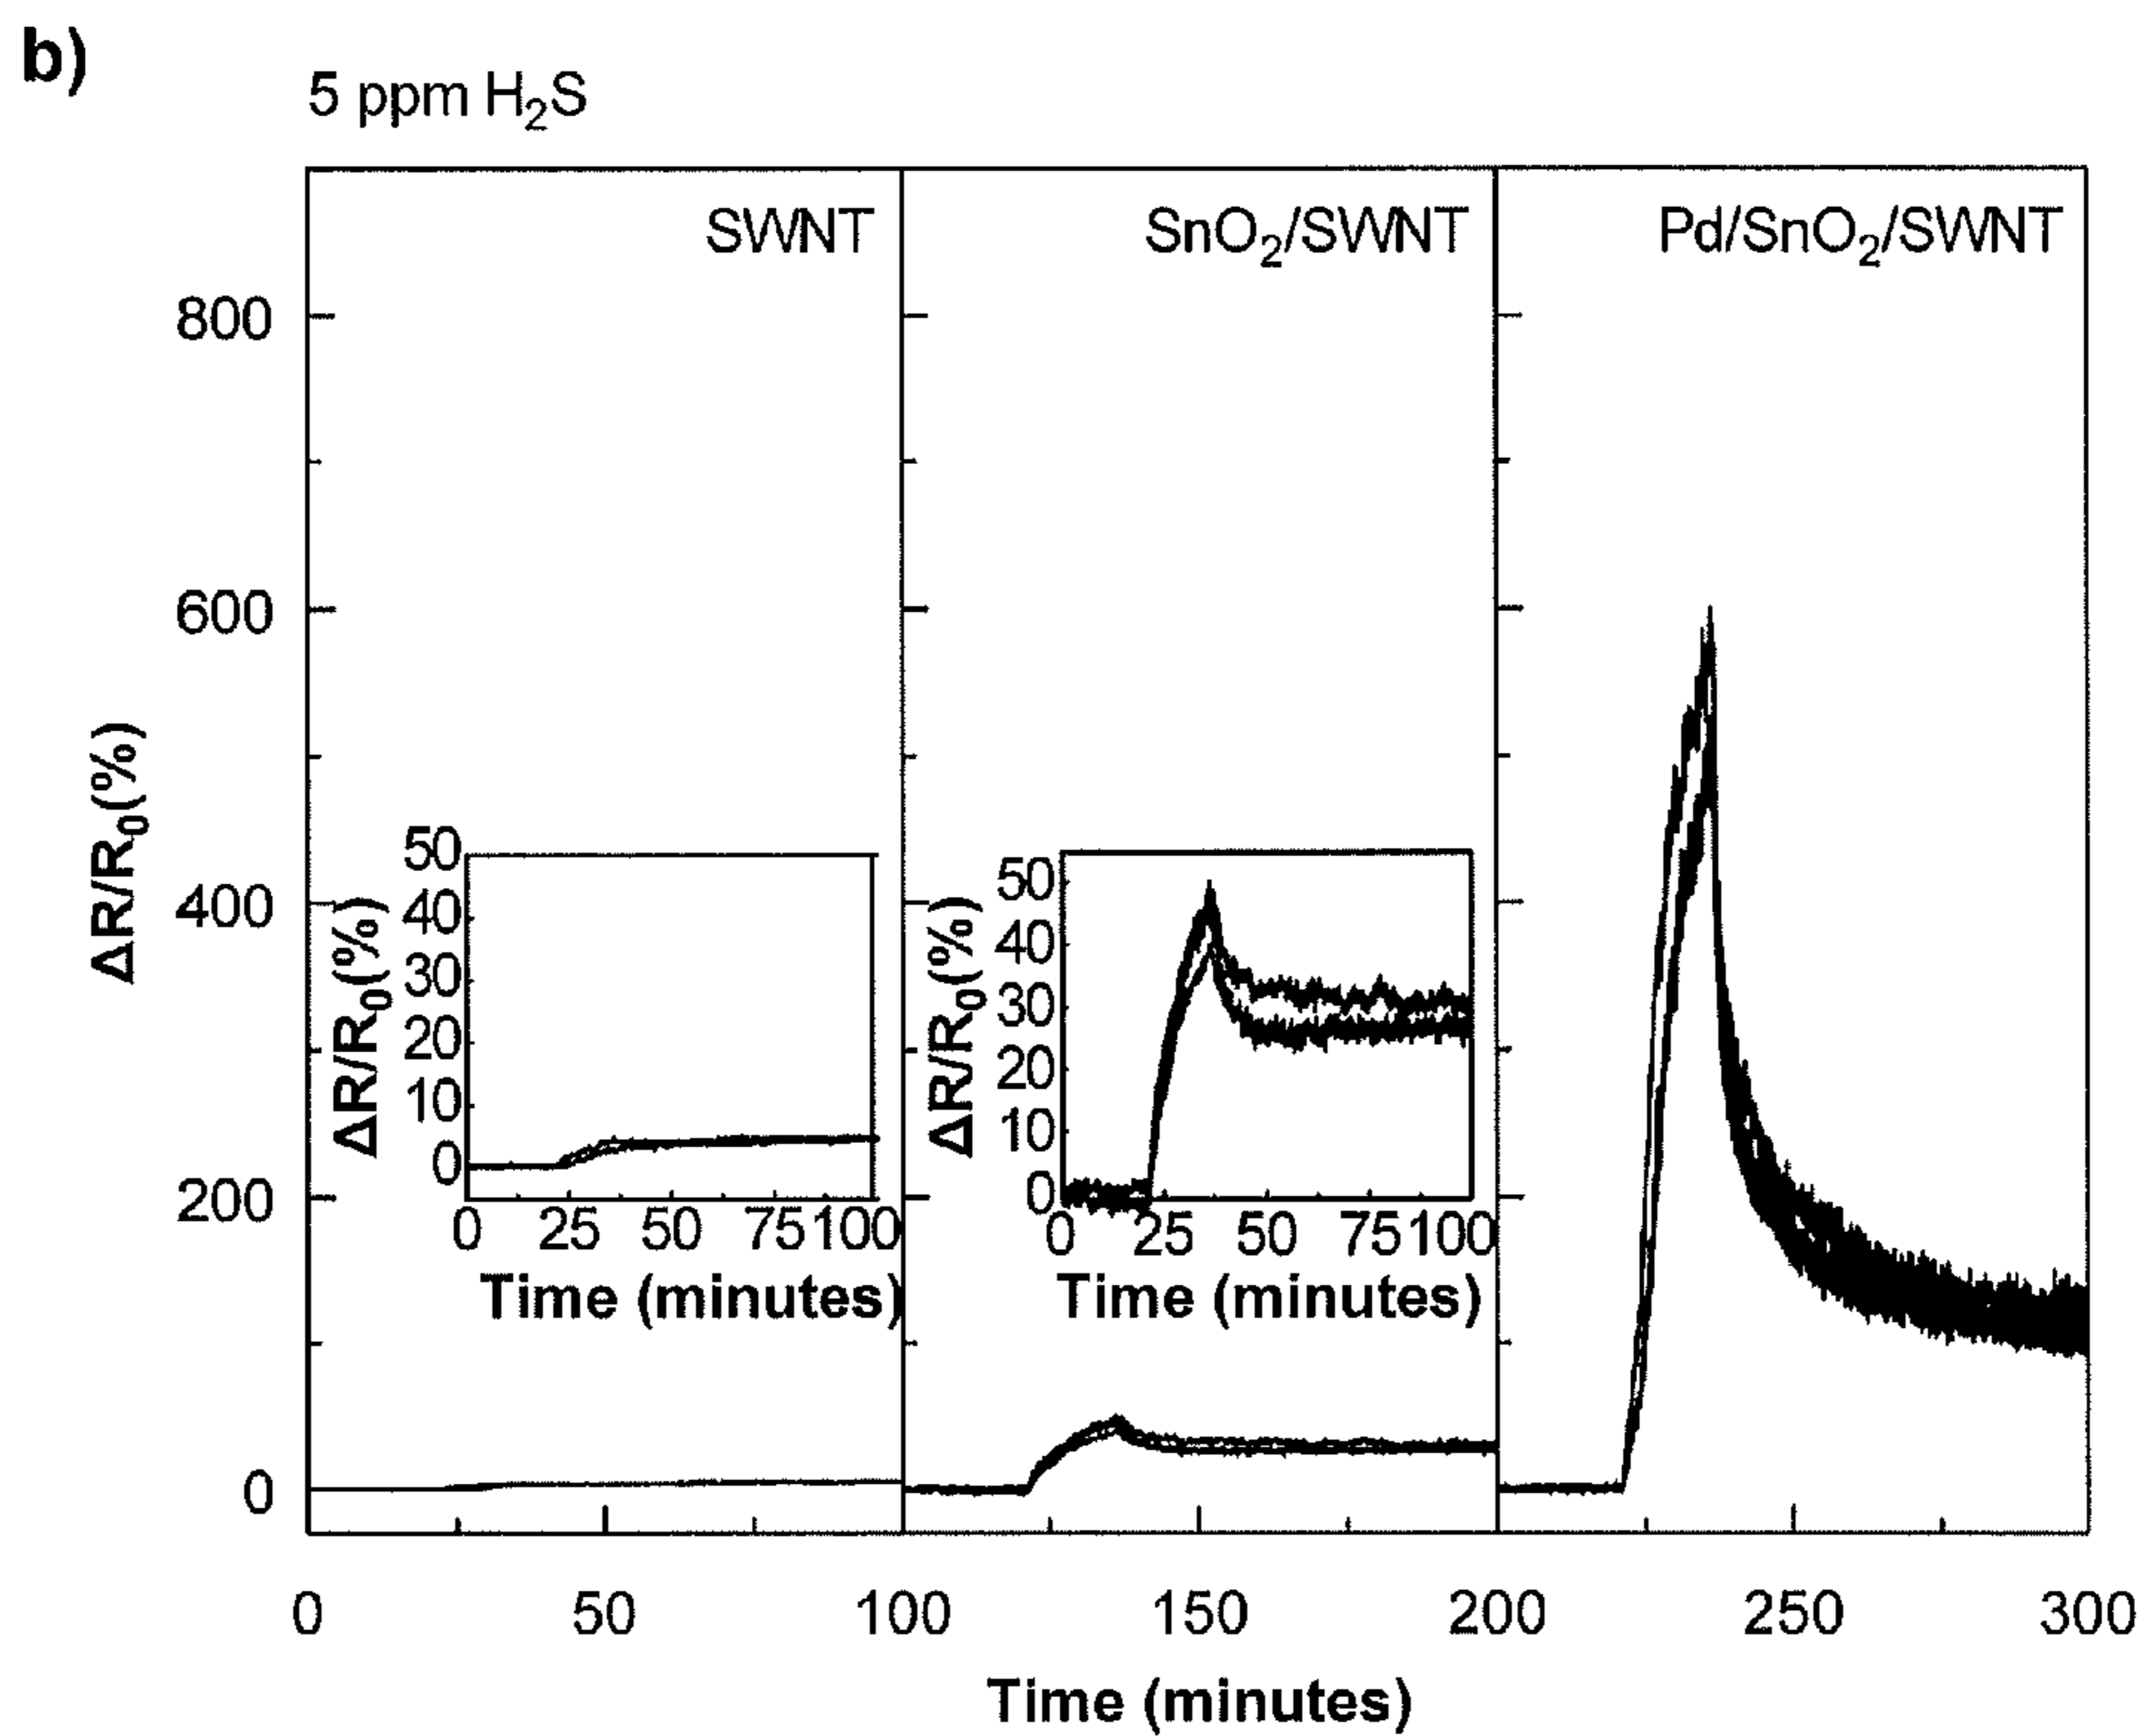 b)
5 ppm H₂S
SWNT
SnO₂/SWNT
Pd/SnO₂/SWNT
800
600
400
200
0
ΔR/R₀(%)
50
40
30
20
10
0
ΔR/R₀(%)
0 25 50 75 100
Time (minutes)
50
40
30
20
10
0
ΔR/R₀(%)
0 25 50 75 100
Time (minutes)
0 50 100 150 200 250 300
Time (minutes)